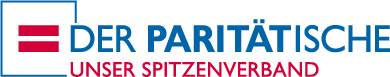 DER PARITÄTISCHE
UNSER SPITZENVERBAND